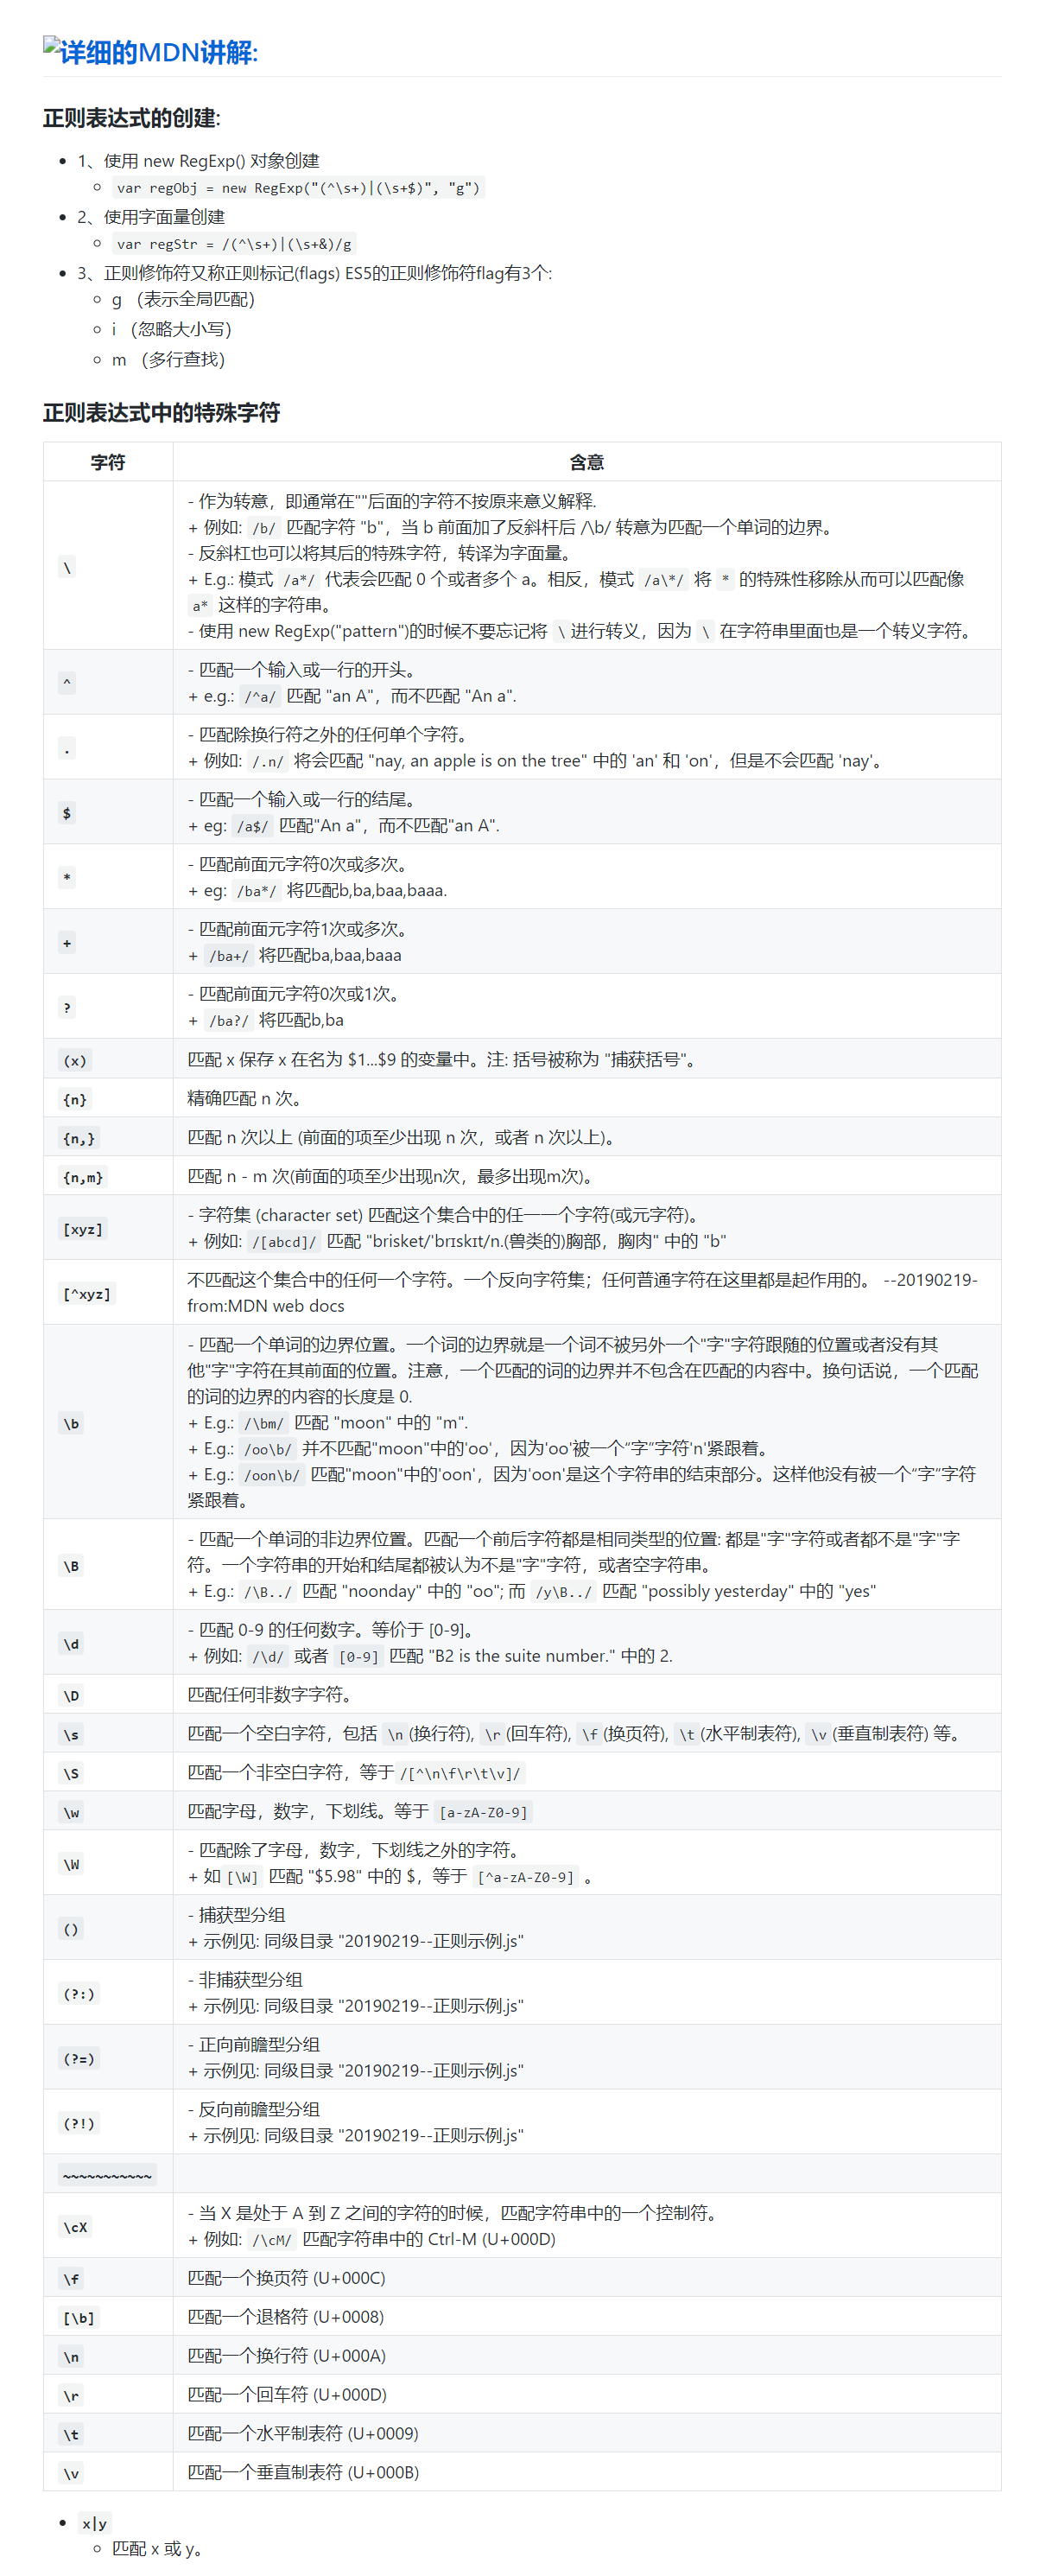 详细的MDN讲解:
正则表达式的创建:
1、使用 new RegExp() 对象创建
var regObj = new RegExp("(^\s+)|(\s+$)", "g")
2、使用字面量创建
var regStr = /(^\s+)|(\s+&)/g
3、正则修饰符又称正则标记(flags) ES5的正则修饰符flag有3个:
g （表示全局匹配）
i （忽略大小写）
m （多行查找）
正则表达式中的特殊字符
字符 含意
\
- 作为转意，即通常在""后面的字符不按原来意义解释.
+ 例如: /b/ 匹配字符 "b"，当 b 前面加了反斜杆后 /\b/ 转意为匹配一个单词的边界。
- 反斜杠也可以将其后的特殊字符，转译为字面量。
+ E.g.: 模式 /a*/ 代表会匹配 0 个或者多个 a。相反，模式 /a\*/ 将 * 的特殊性移除从而可以匹配像
a* 这样的字符串。
- 使用 new RegExp("pattern")的时候不要忘记将 \ 进行转义，因为 \ 在字符串里面也是一个转义字符。
^
- 匹配一个输入或一行的开头。
+ e.g.: /^a/ 匹配 "an A"，而不匹配 "An a".
.
- 匹配除换行符之外的任何单个字符。
+ 例如: /.n/ 将会匹配 "nay, an apple is on the tree" 中的 'an' 和 'on'，但是不会匹配 'nay'。
$
- 匹配一个输入或一行的结尾。
+ eg: /a$/ 匹配"An a"，而不匹配"an A".
*
- 匹配前面元字符0次或多次。
+ eg: /ba*/ 将匹配b,ba,baa,baaa.
+
- 匹配前面元字符1次或多次。
+ /ba+/ 将匹配ba,baa,baaa
?
- 匹配前面元字符0次或1次。
+ /ba?/ 将匹配b,ba
(x) 匹配 x 保存 x 在名为 $1...$9 的变量中。注: 括号被称为 "捕获括号"。
{n} 精确匹配 n 次。
{n,} 匹配 n 次以上 (前面的项至少出现 n 次，或者 n 次以上)。
{n,m} 匹配 n - m 次(前面的项至少出现n次，最多出现m次)。
[xyz]
- 字符集 (character set) 匹配这个集合中的任一一个字符(或元字符)。
+ 例如: /[abcd]/ 匹配 "brisket/'brɪskɪt/n.(兽类的)胸部，胸肉" 中的 "b"
[^xyz]
不匹配这个集合中的任何一个字符。一个反向字符集；任何普通字符在这里都是起作用的。 --20190219-
from:MDN web docs
\b
- 匹配一个单词的边界位置。一个词的边界就是一个词不被另外一个"字"字符跟随的位置或者没有其
他"字"字符在其前面的位置。注意，一个匹配的词的边界并不包含在匹配的内容中。换句话说，一个匹配
的词的边界的内容的长度是 0.
+ E.g.: /\bm/ 匹配 "moon" 中的 "m".
+ E.g.: /oo\b/ 并不匹配"moon"中的'oo'，因为'oo'被一个“字”字符'n'紧跟着。
+ E.g.: /oon\b/ 匹配"moon"中的'oon'，因为'oon'是这个字符串的结束部分。这样他没有被一个“字”字符
紧跟着。
\B
- 匹配一个单词的非边界位置。匹配一个前后字符都是相同类型的位置: 都是"字"字符或者都不是"字"字
符。一个字符串的开始和结尾都被认为不是"字"字符，或者空字符串。
+ E.g.: /\B../ 匹配 "noonday" 中的 "oo"; 而 /y\B../ 匹配 "possibly yesterday" 中的 "yes"
\d
- 匹配 0-9 的任何数字。等价于 [0-9]。
+ 例如: /\d/ 或者 [0-9] 匹配 "B2 is the suite number." 中的 2.
\D 匹配任何非数字字符。
\s 匹配一个空白字符，包括 \n (换行符), \r (回车符), \f (换页符), \t (水平制表符), \v (垂直制表符) 等。
\S 匹配一个非空白字符，等于 /[^\n\f\r\t\v]/
\w 匹配字母，数字，下划线。等于 [a-zA-Z0-9]
\W
- 匹配除了字母，数字，下划线之外的字符。
+ 如 [\W] 匹配 "$5.98" 中的 $，等于 [^a-zA-Z0-9] 。
()
- 捕获型分组
+ 示例见: 同级目录 "20190219--正则示例.js"
(?:)
- 非捕获型分组
+ 示例见: 同级目录 "20190219--正则示例.js"
(?=)
- 正向前瞻型分组
+ 示例见: 同级目录 "20190219--正则示例.js"
(?!)
- 反向前瞻型分组
+ 示例见: 同级目录 "20190219--正则示例.js"
~~~~~~~~~~~
\cX
- 当 X 是处于 A 到 Z 之间的字符的时候，匹配字符串中的一个控制符。
+ 例如: /\cM/ 匹配字符串中的 Ctrl-M (U+000D)
\f 匹配一个换页符 (U+000C)
[\b] 匹配一个退格符 (U+0008)
\n 匹配一个换行符 (U+000A)
\r 匹配一个回车符 (U+000D)
\t 匹配一个水平制表符 (U+0009)
\v 匹配一个垂直制表符 (U+000B)
x|y
匹配 x 或 y。